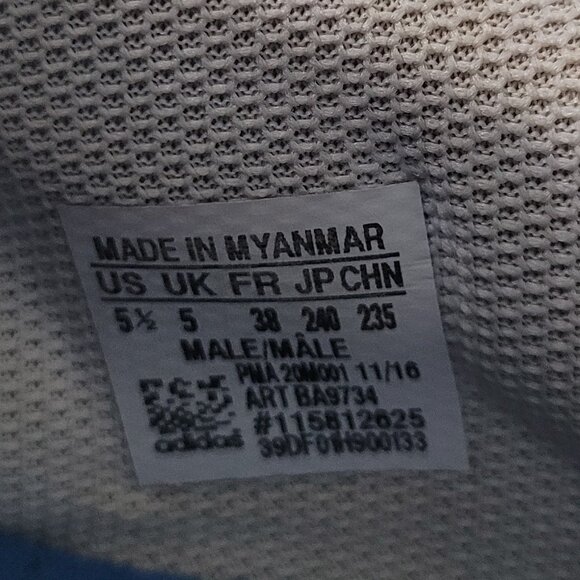 MADE IN MYANMAR
US UK FR JP CHN
5½ 5 38 240 235
MALE/MÂLE
PMA 20M001 11/16
ART BA9734
#115812625
adidas 39DF01H900133